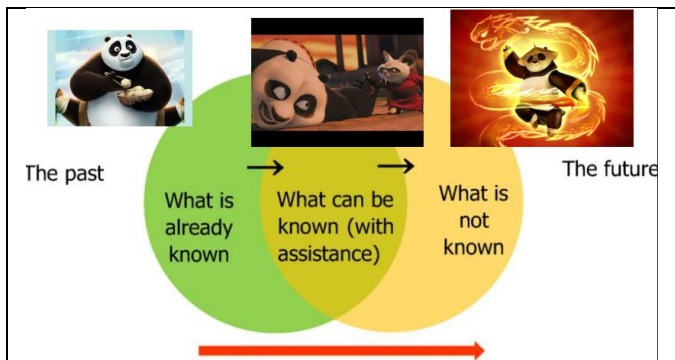 The past
The future
What is
already
known
What can be
known (with
assistance)
What is
not
known